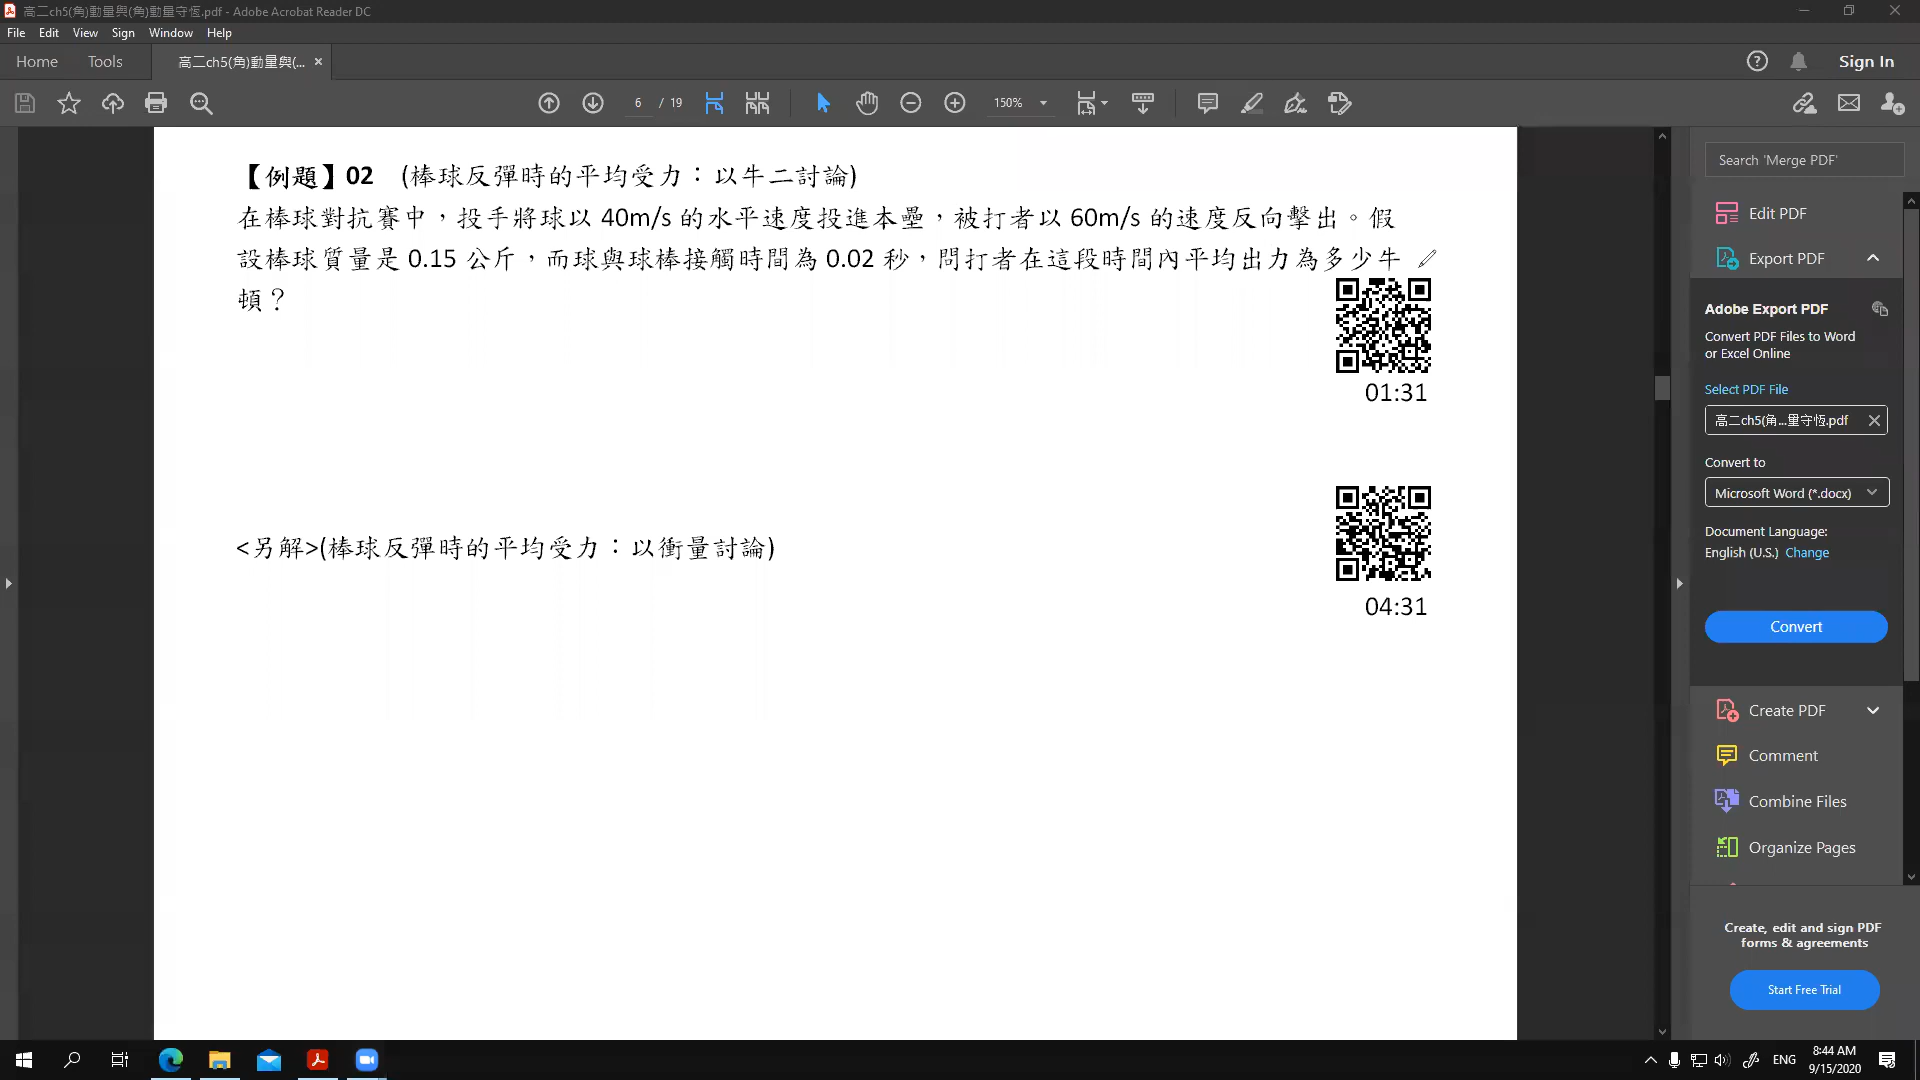 高二ch5(角)動量與(角)動量守恆.pdf - Adobe Acrobat Reader DC
File Edit View Sign Window Help
Home Tools 高二ch5(角)動量與(... × Sign In
6 / 19 150%
【例題】02 (棒球反彈時的平均受力：以牛二討論)
在棒球對抗賽中，投手將球以 40m/s 的水平速度投進本壘，被打者以 60m/s 的速度反向擊出。假
設棒球質量是 0.15 公斤，而球與球棒接觸時間為 0.02 秒，問打者在這段時間內平均出力為多少牛
頓？
01:31
<另解>(棒球反彈時的平均受力：以衝量討論)
04:31
Search 'Merge PDF'
Edit PDF
Export PDF
Adobe Export PDF
Convert PDF Files to Word
or Excel Online
Select PDF File
高二ch5(角...量守恆.pdf
Convert to
Microsoft Word (*.docx)
Document Language:
English (U.S.) Change
Convert
Create PDF
Comment
Combine Files
Organize Pages
Create, edit and sign PDF
forms & agreements
Start Free Trial
ENG
8:44 AM
9/15/2020